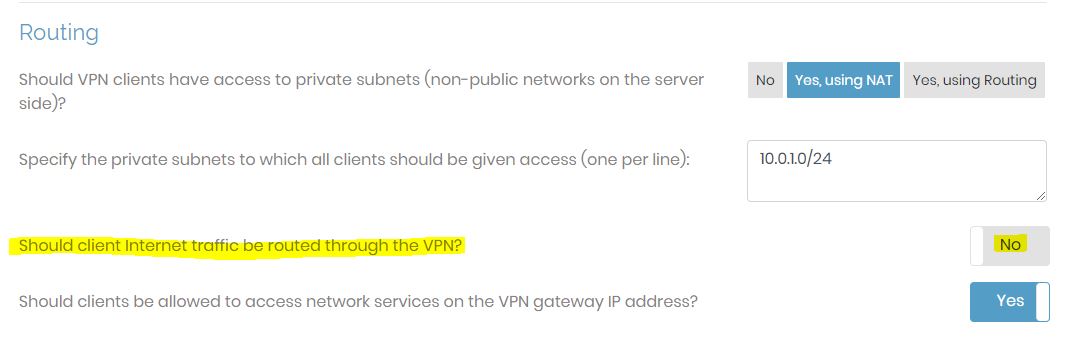 Routing
Should VPN clients have access to private subnets (non-public networks on the server
side)?
No
Yes, using NAT
Yes, using Routing
Specify the private subnets to which all clients should be given access (one per line):
10.0.1.0/24
Should client Internet traffic be routed through the VPN?
No
Should clients be allowed to access network services on the VPN gateway IP address?
Yes